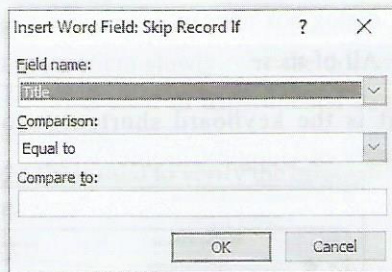 Insert Word Field: Skip Record If ? ×
Field name:
Title
Comparison:
Equal to
Compare to:
OK Cancel